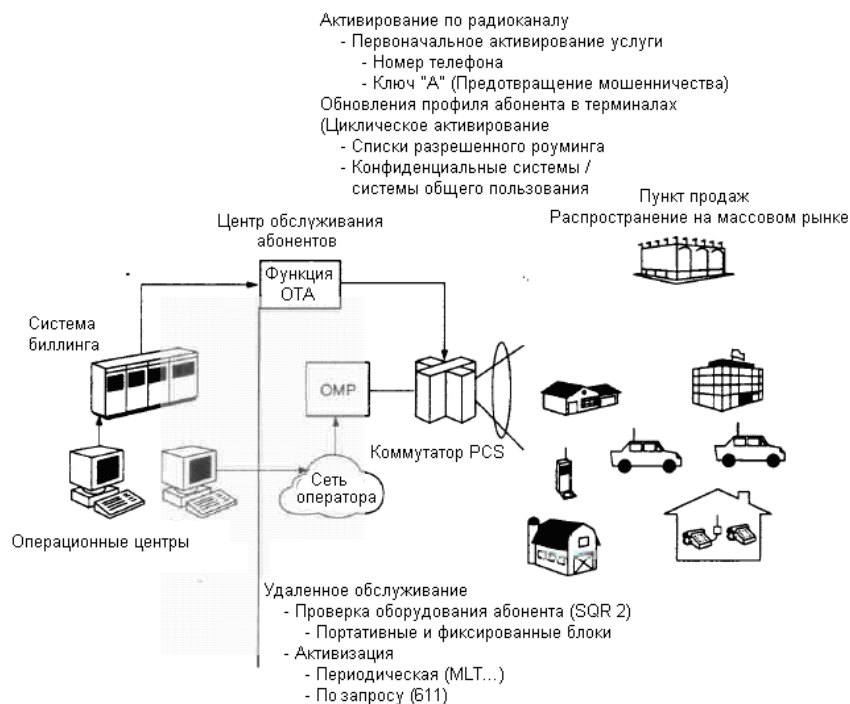 Активирование по радиоканалу
- Первоначальное активирование услуги
- Номер телефона
- Ключ "А" (Предотвращение мошенничества)
Обновления профиля абонента в терминалах
(Циклическое активирование
- Списки разрешенного роуминга
- Конфиденциальные системы /
системы общего пользования
Пункт продаж
Распространение на массовом рынке
Центр обслуживания
абонентов
Функция
ОТА
Система
биллинга
OMP
Коммутатор PCS
Сеть
оператора
Операционные центры
Удаленное обслуживание
- Проверка оборудования абонента (SQR 2)
- Портативные и фиксированные блоки
- Активизация
- Периодическая (MLT...)
- По запросу (611)